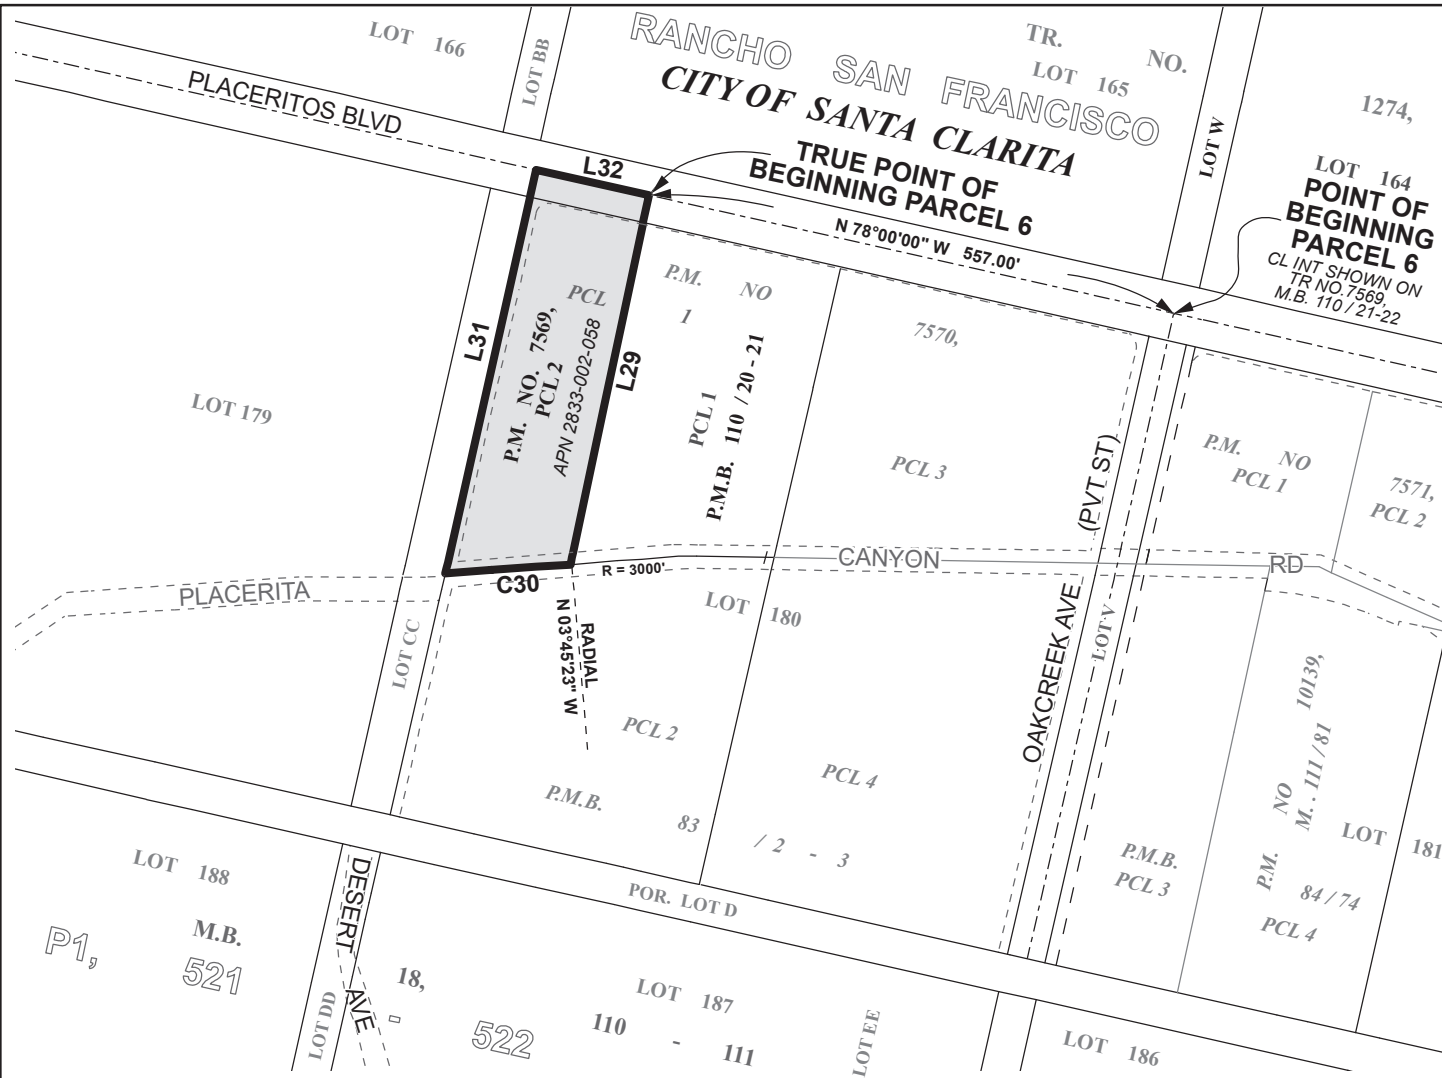 LOT 166
LOT BB
RANCHO SAN FRANCISCO
CITY OF SANTA CLARITA
TR. NO.
LOT 165
1274,
LOT W
LOT 164
PLACERITOS BLVD
L32
TRUE POINT OF
BEGINNING PARCEL 6
POINT OF
BEGINNING
PARCEL 6
CL INT SHOWN ON
TR NO.7569,
M.B. 110 / 21-22
N 78°00'00" W 557.00'
L31
P.M. NO. 7569,
PCL
PCL 2
APN 2833-002-058
L29
P.M. NO
1
PCL 1
P.M.B. 110 / 20 - 21
7570,
PCL 3
(PVT ST)
P.M. NO
PCL 1
7571,
PCL 2
LOT 179
PLACERITA
C30
R = 3000'
CANYON
RD
LOT 180
LOT CC
RADIAL
N 03°45'23" W
OAKCREEK AVE
LOT V
PCL 2
PCL 4
P.M.B.
83
/ 2 - 3
P.M. NO 10139,
M. . 111 / 81
LOT 181
P.M.B.
PCL 3
84 / 74
PCL 4
LOT 188
DESERT
AVE
POR. LOT D
P1,
M.B.
521
18,
-
522
LOT 187
110 - 111
LOT DD
LOT EE
LOT 186